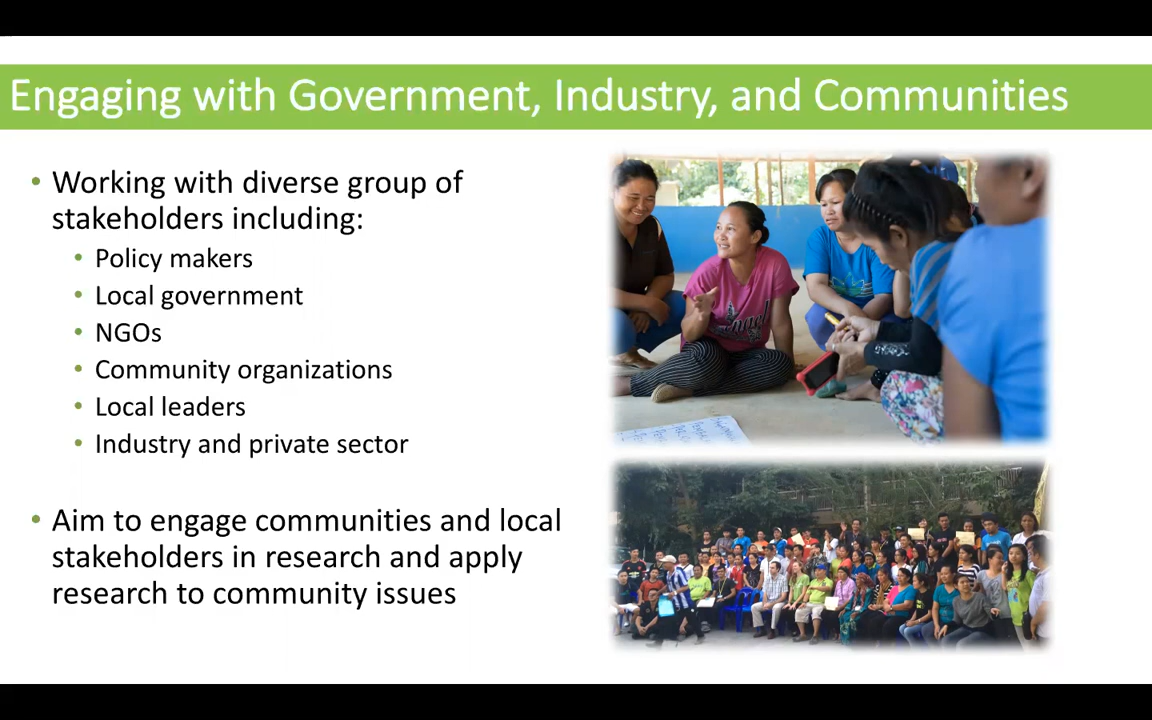 Engaging with Government, Industry, and Communities
• Working with diverse group of
stakeholders including:
• Policy makers
• Local government
• NGOs
• Community organizations
• Local leaders
• Industry and private sector
• Aim to engage communities and local
stakeholders in research and apply
research to community issues